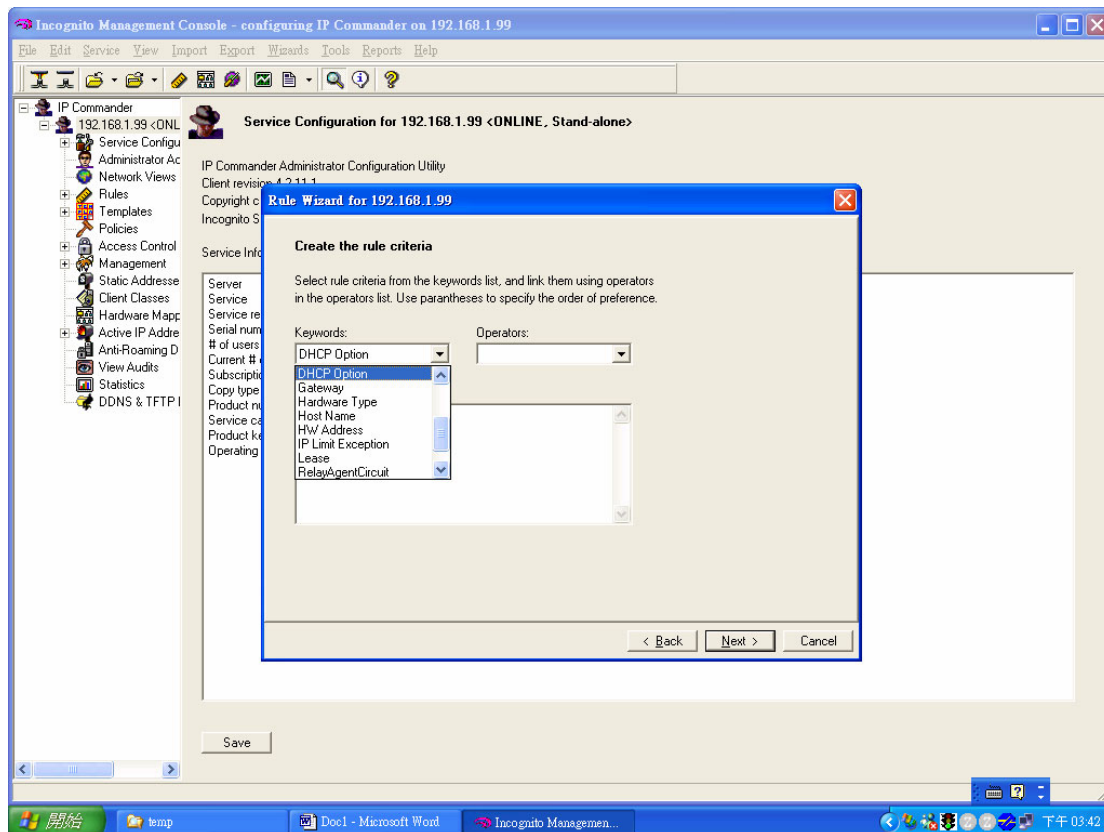 Incognito Management Console - configuring IP Commander on 192.168.1.99
File Edit Service View Import Export Wizards Tools Reports Help
IP Commander
192.168.1.99 <ONL
Service Configu
Administrator Ac
Network Views
Rules
Templates
Policies
Access Control
Management
Static Addresse
Client Classes
Hardware Mapp
Active IP Addre
Anti-Roaming D
View Audits
Statistics
DDNS & TFTP I
Service Configuration for 192.168.1.99 <ONLINE, Stand-alone>
IP Commander Administrator Configuration Utility
Client revision 4.2.11.1
Copyright c
Incognito S
Service Info
Server
Service
Service re
Serial num
# of users
Current #
Subscriptio
Copy type
Product nu
Service ca
Product ke
Operating
Save
Rule Wizard for 192.168.1.99
Create the rule criteria
Select rule criteria from the keywords list, and link them using operators
in the operators list. Use parantheses to specify the order of preference.
Keywords: Operators:
DHCP Option
DHCP Option
Gateway
Hardware Type
Host Name
HW Address
IP Limit Exception
Lease
RelayAgentCircuit
< Back Next > Cancel
開始 temp Doc1 - Microsoft Word Incognito Managemen... 下午 03:42